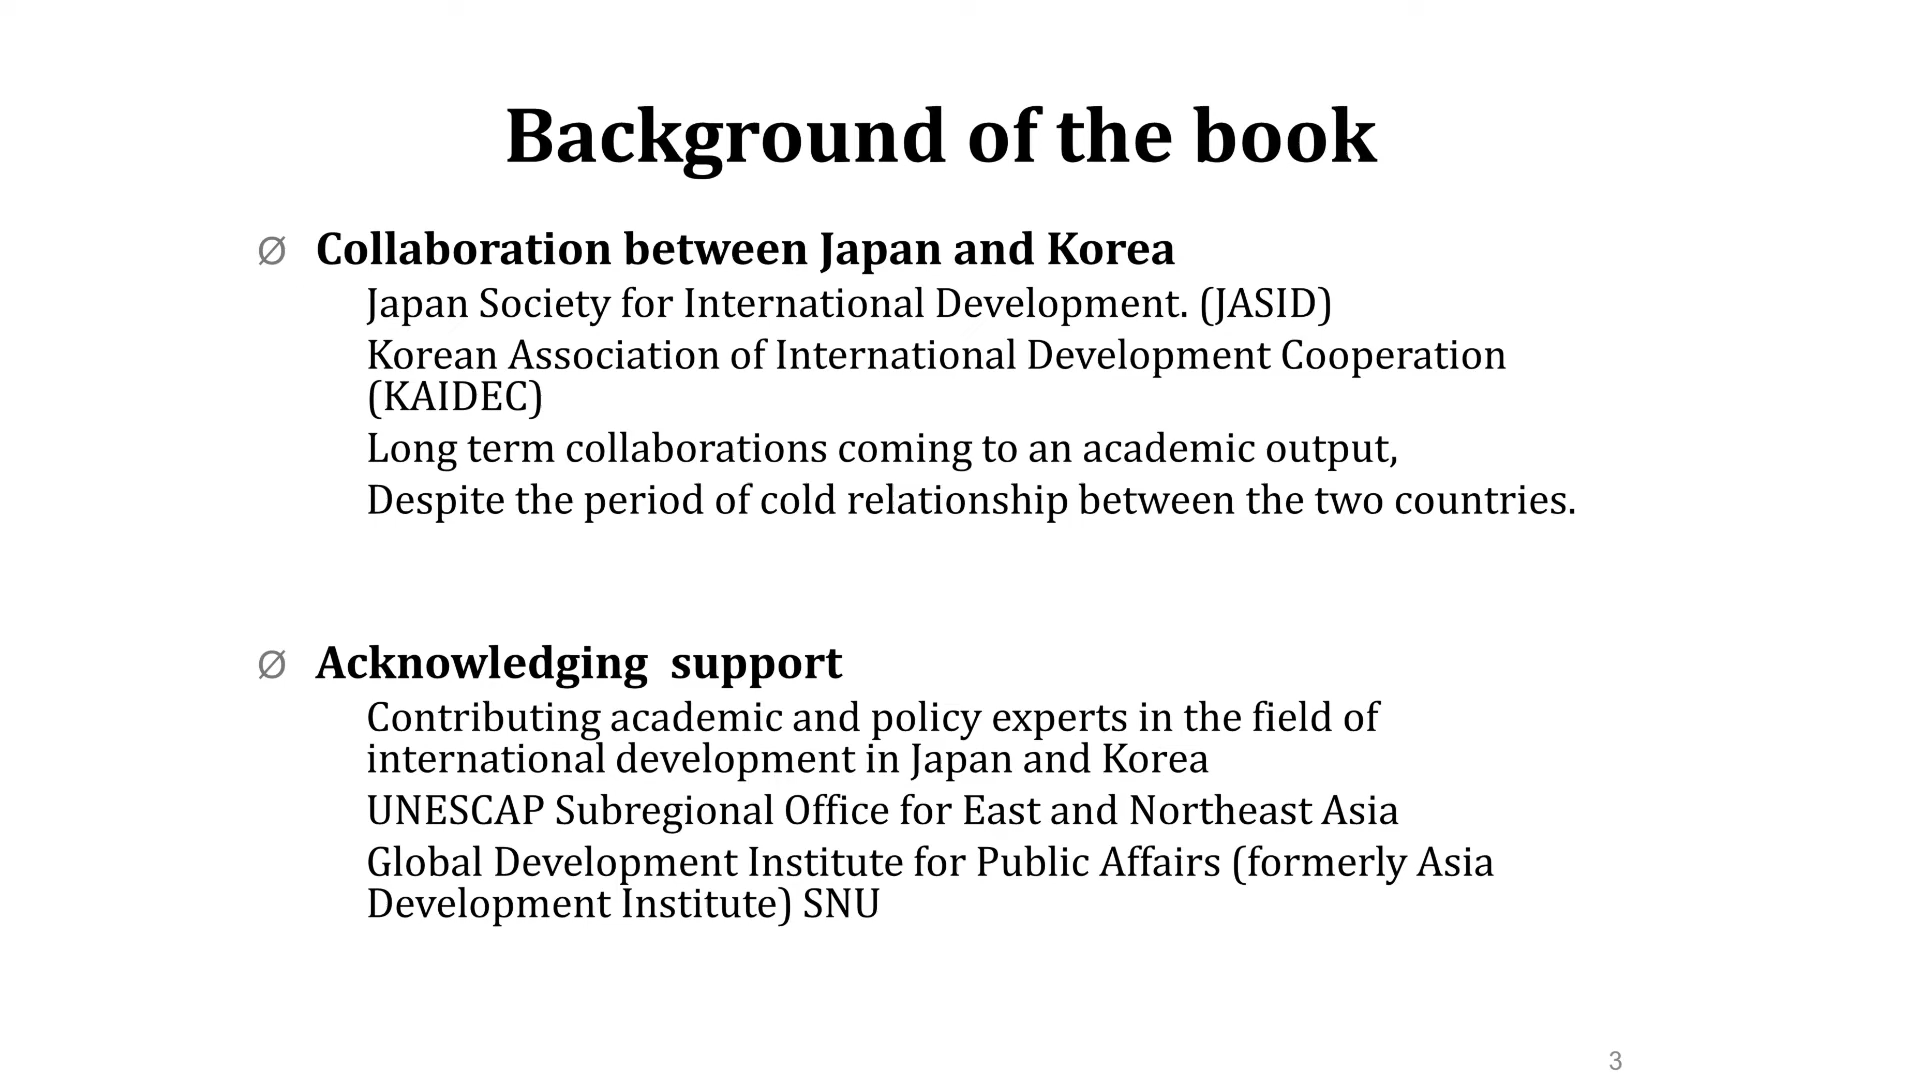 Background of the book
Ø Collaboration between Japan and Korea
Japan Society for International Development. (JASID)
Korean Association of International Development Cooperation
(KAIDEC)
Long term collaborations coming to an academic output,
Despite the period of cold relationship between the two countries.
Ø Acknowledging  support
Contributing academic and policy experts in the field of
international development in Japan and Korea
UNESCAP Subregional Office for East and Northeast Asia
Global Development Institute for Public Affairs (formerly Asia
Development Institute) SNU
3